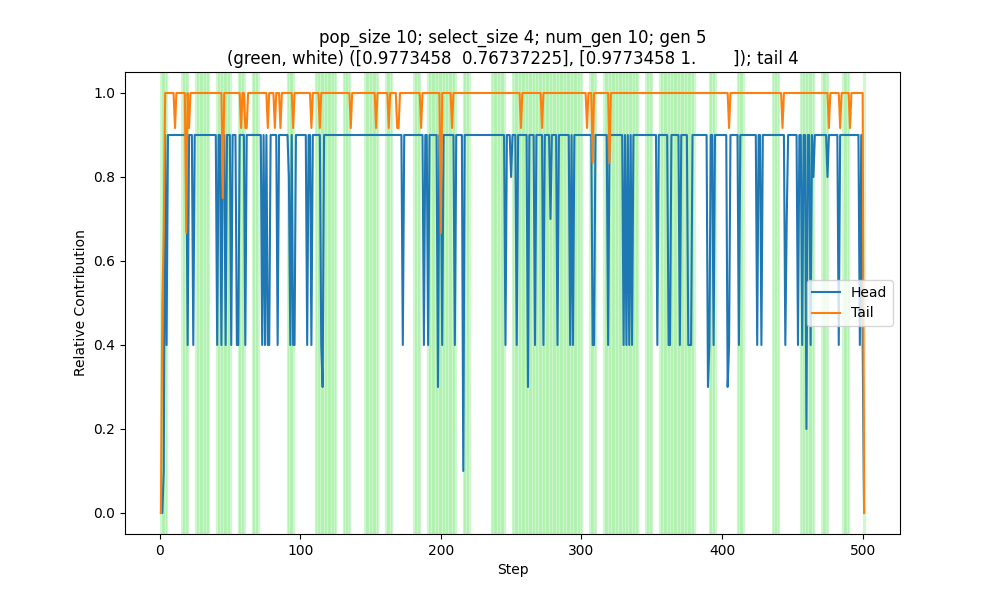 pop_size 10; select_size 4; num_gen 10; gen 5
(green, white) ([0.9773458  0.76737225], [0.9773458 1.        ]); tail 4
1.0
0.8
0.6
0.4
0.2
0.0
Relative Contribution
Head
Tail
0 100 200 300 400 500
Step